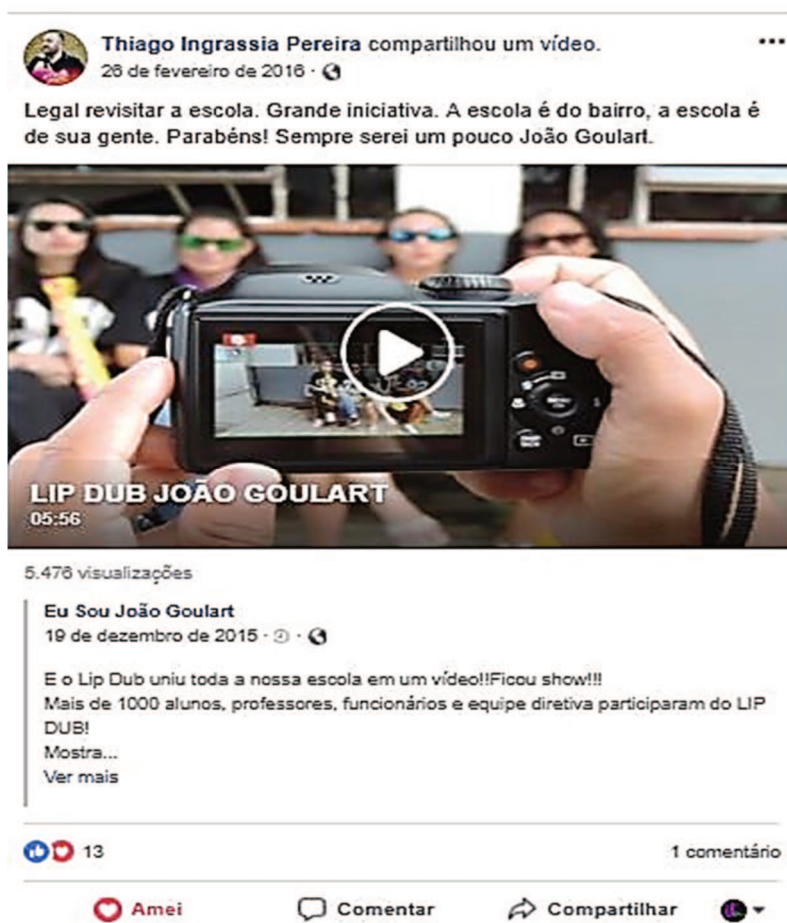 Thiago Ingrassia Pereira compartilhou um vídeo.
26 de fevereiro de 2016 ·
Legal revisitar a escola. Grande iniciativa. A escola é do bairro, a escola é
de sua gente. Parabéns! Sempre serei um pouco João Goulart.
LIP DUB JOÃO GOULART
05:56
5.476 visualizações
Eu Sou João Goulart
19 de dezembro de 2015 · ·
E o Lip Dub uniu toda a nossa escola em um vídeo!!Ficou show!!!
Mais de 1000 alunos, professores, funcionários e equipe diretiva participaram do LIP
DUB!
Mostra...
Ver mais
13
1 comentário
Amei
Comentar
Compartilhar